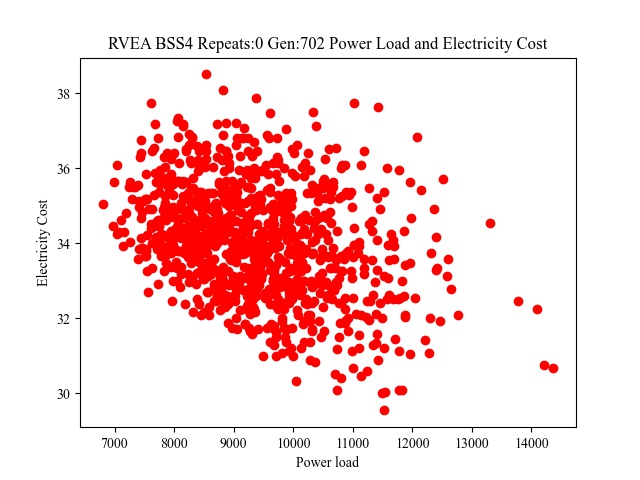 RVEA BSS4 Repeats:0 Gen:702 Power Load and Electricity Cost
38
36
34
32
30
Electricity Cost
7000 8000 9000 10000 11000 12000 13000 14000
Power load